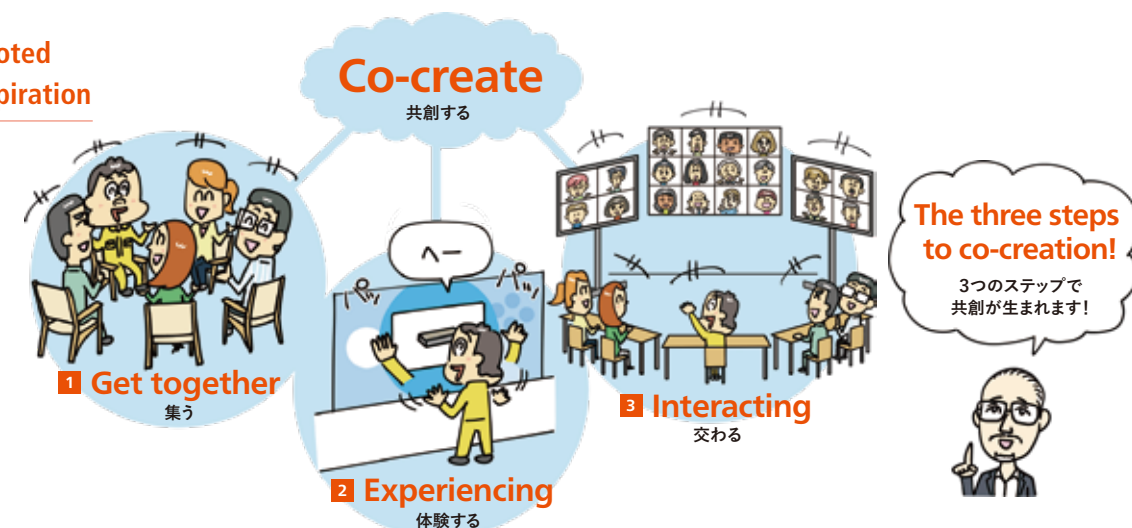 Co-create
共創する
へー
The three steps
to co-creation!
3つのステップで
共創が生まれます!
1 Get together
集う
2 Experiencing
体験する
3 Interacting
交わる